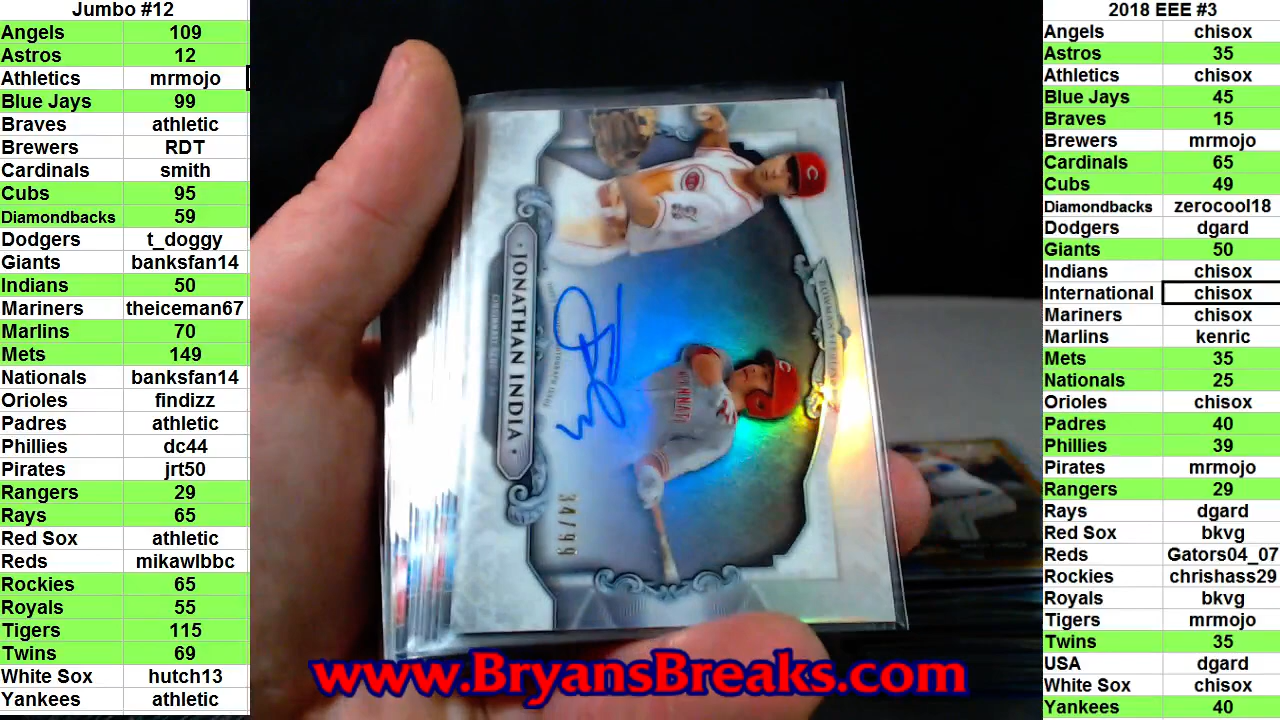 Jumbo #12
Angels 109
Astros 12
Athletics mrmojo
Blue Jays 99
Braves athletic
Brewers RDT
Cardinals smith
Cubs 95
Diamondbacks 59
Dodgers t_doggy
Giants banksfan14
Indians 50
Mariners theiceman67
Marlins 70
Mets 149
Nationals banksfan14
Orioles findizz
Padres athletic
Phillies dc44
Pirates jrt50
Rangers 29
Rays 65
Red Sox athletic
Reds mikawlbbc
Rockies 65
Royals 55
Tigers 115
Twins 69
White Sox hutch13
Yankees athletic
JONATHAN INDIA
34/99
www.BryansBreaks.com
2018 EEE #3
Angels chisox
Astros 35
Athletics chisox
Blue Jays 45
Braves 15
Brewers mrmojo
Cardinals 65
Cubs 49
Diamondbacks zerocool18
Dodgers dgard
Giants 50
Indians chisox
International chisox
Mariners chisox
Marlins kenric
Mets 35
Nationals 25
Orioles chisox
Padres 40
Phillies 39
Pirates mrmojo
Rangers 29
Rays dgard
Red Sox bkvg
Reds Gators04_07
Rockies chrishass29
Royals bkvg
Tigers mrmojo
Twins 35
USA dgard
White Sox chisox
Yankees 40